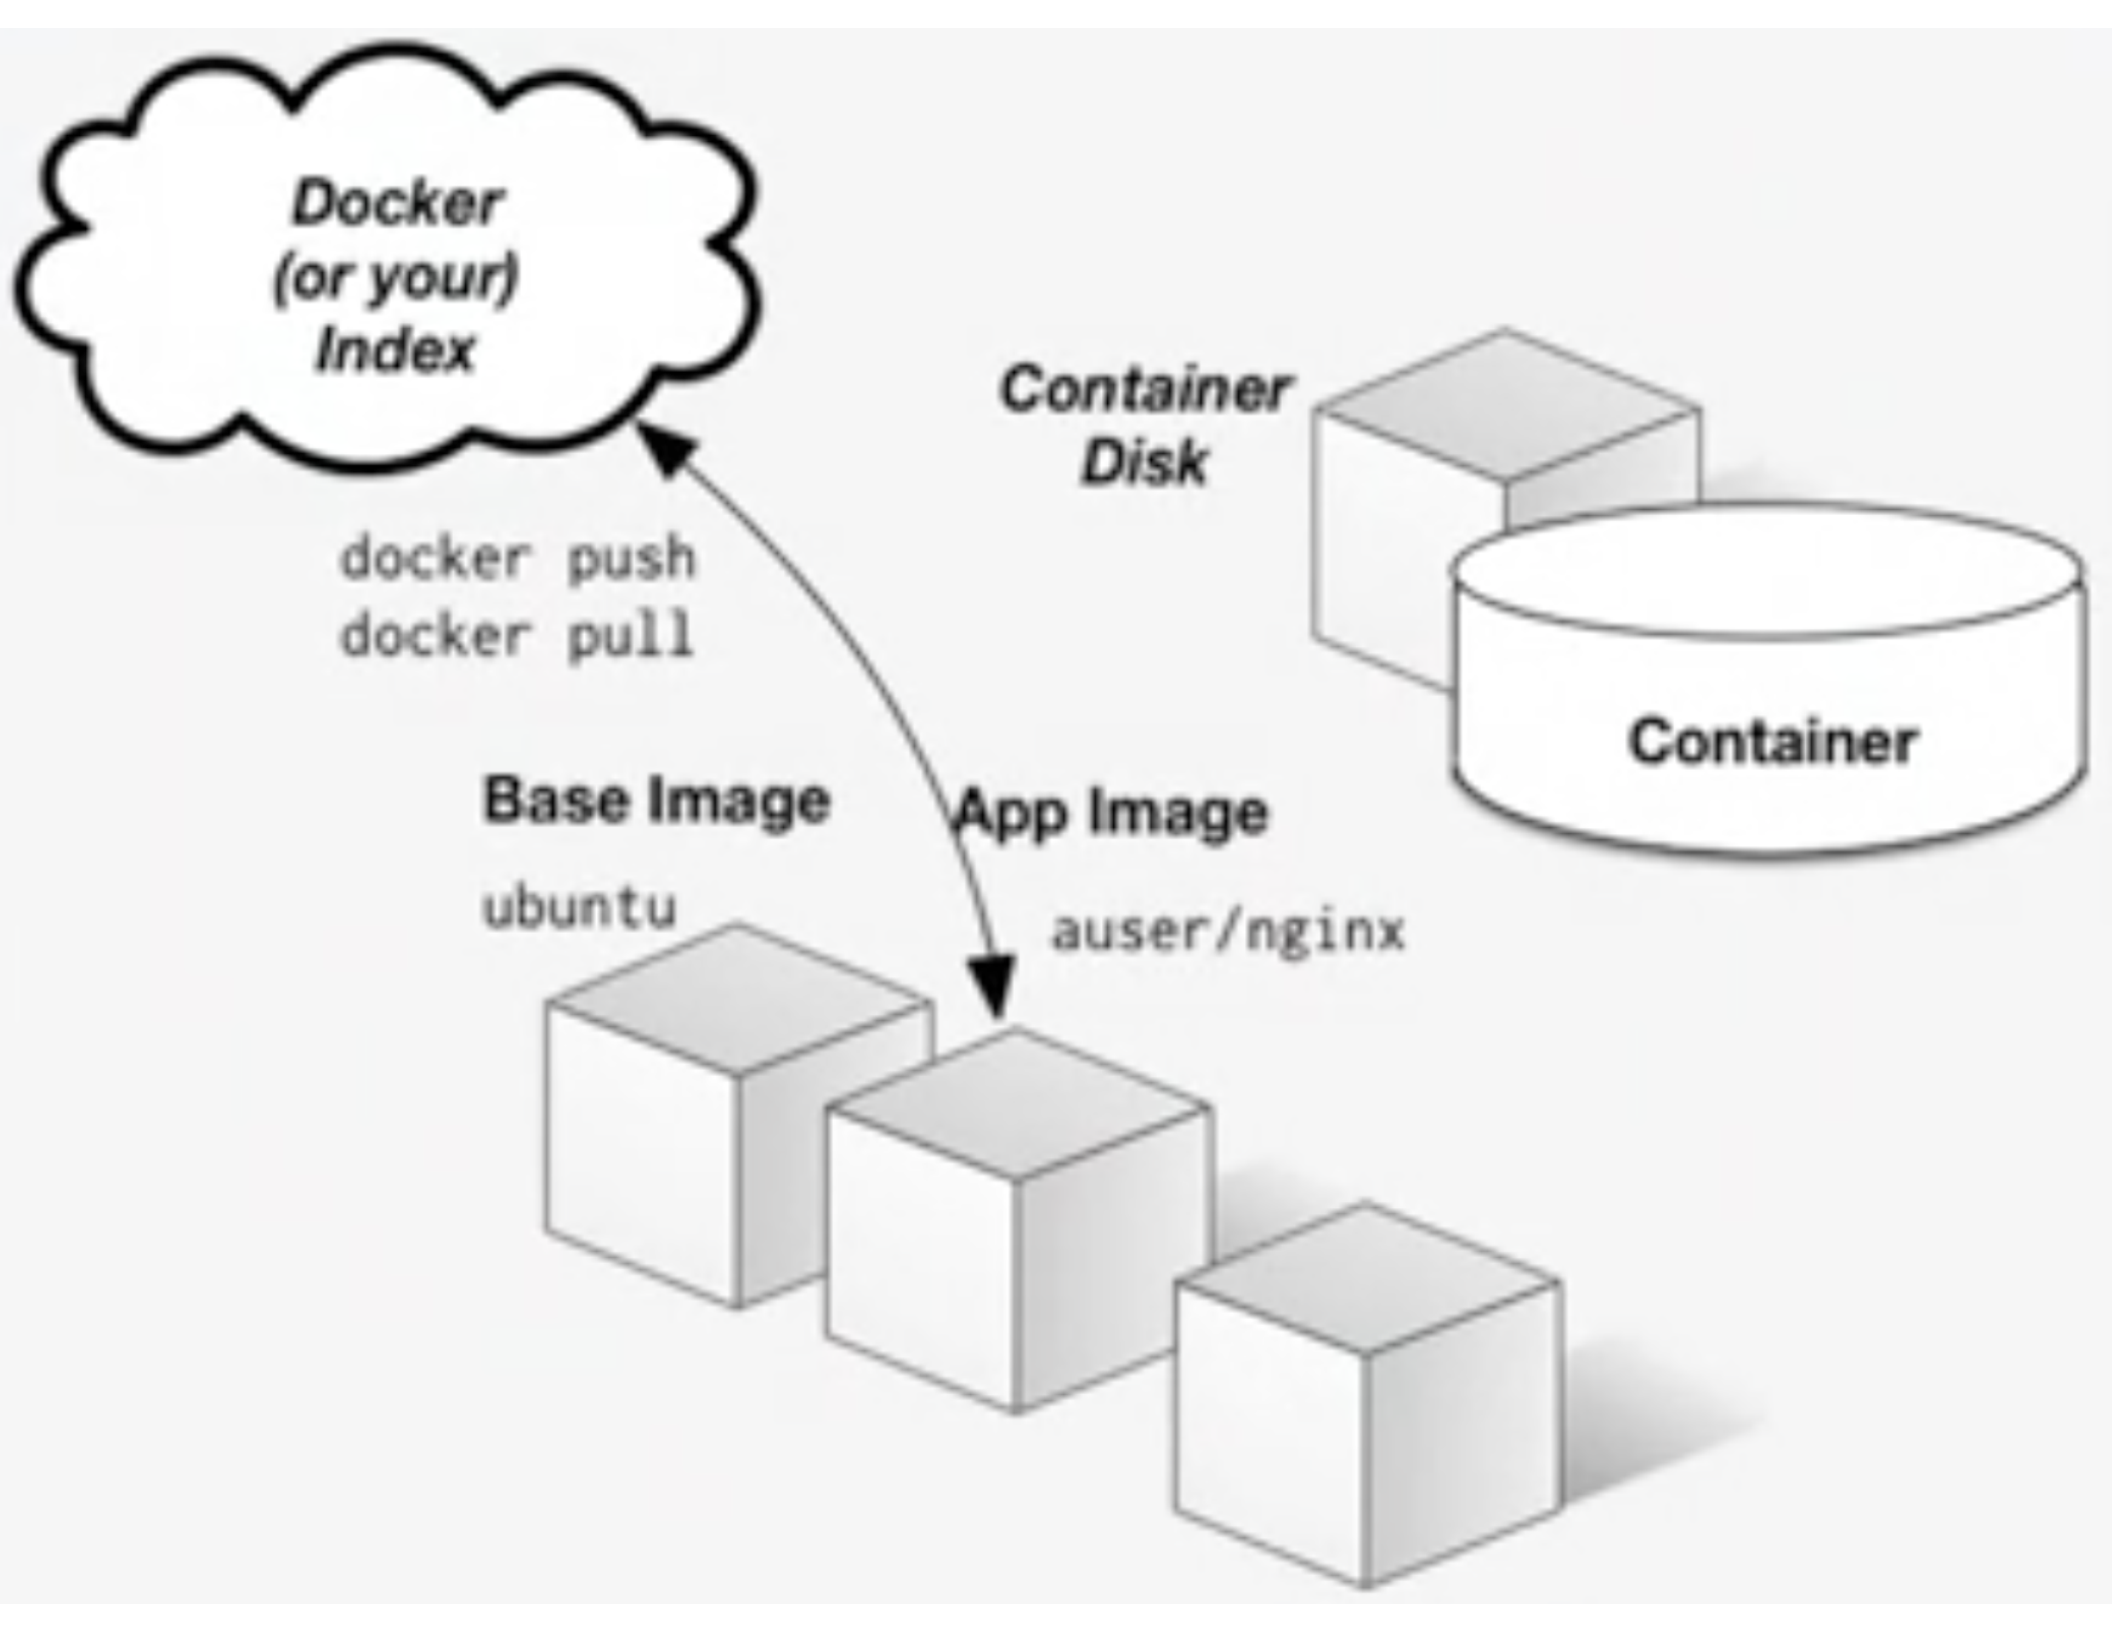 Docker
(or your)
Index
Container
Disk
docker push
docker pull
Container
Base Image
App Image
ubuntu
auser/nginx